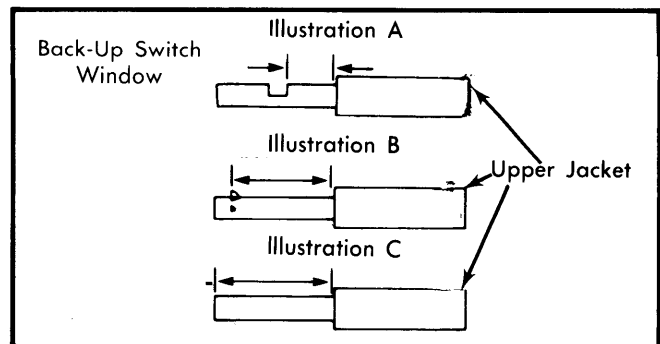 Illustration A
Back-Up Switch
Window
Illustration B
Upper Jacket
Illustration C